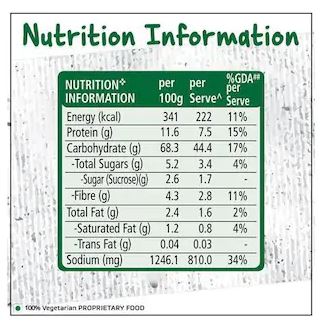 Nutrition Information
NUTRITION❖ INFORMATION per 100g per Serve^ %GDA## per Serve
Energy (kcal) 341 222 11%
Protein (g) 11.6 7.5 15%
Carbohydrate (g) 68.3 44.4 17%
-Total Sugars (g) 5.2 3.4 4%
-Sugar (Sucrose)(g) 2.6 1.7 -
-Fibre (g) 4.3 2.8 11%
Total Fat (g) 2.4 1.6 2%
-Saturated Fat (g) 1.2 0.8 4%
-Trans Fat (g) 0.04 0.03 -
Sodium (mg) 1246.1 810.0 34%
100% Vegetarian PROPRIETARY FOOD